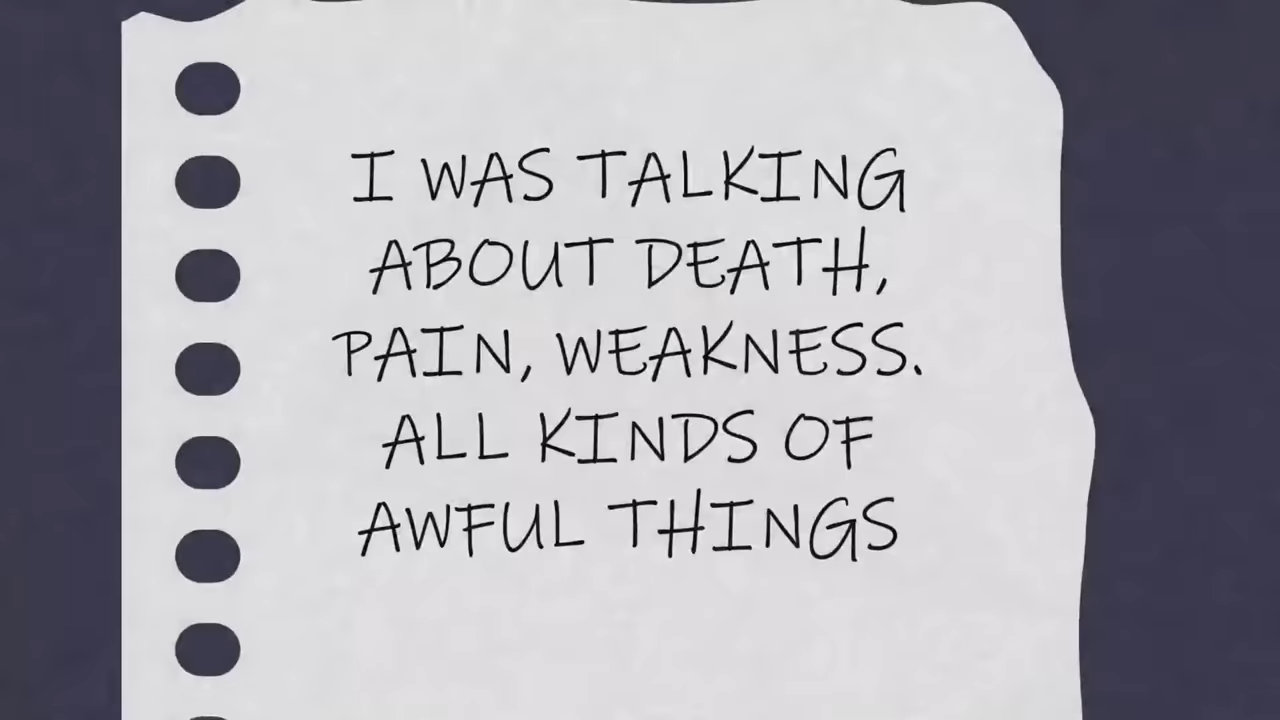 I WAS TALKING
ABOUT DEATH,
PAIN, WEAKNESS.
ALL KINDS OF
AWFUL THINGS